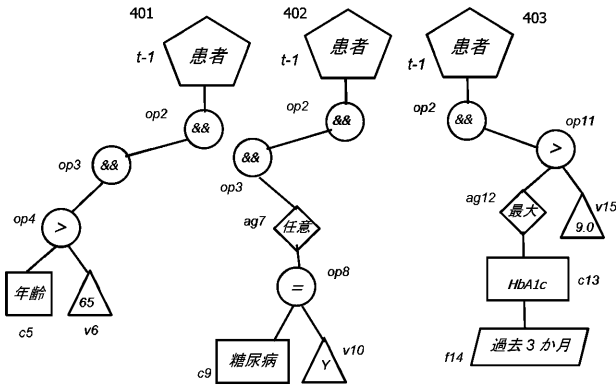 401
患者
t-1
op2
&&
op3
&&
op4
>
年齢
65
c5
v6
402
患者
t-1
op2
&&
&&
op3
ag7
任意
op8
=
糖尿病
Y
c9
v10
403
患者
t-1
op2
&&
op11
>
ag12
最大
v15
9.0
HbA1c
c13
過去3か月
f14